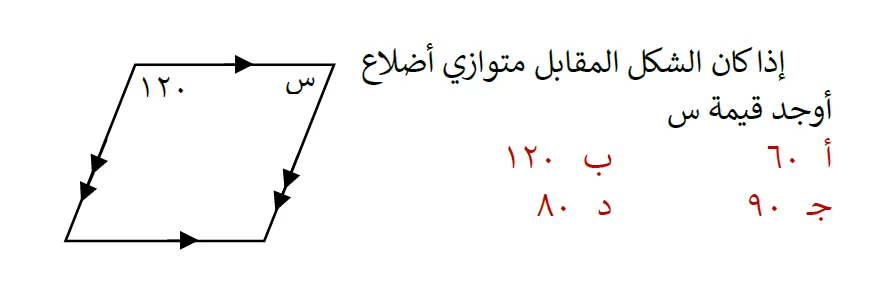 إذا كان الشكل المقابل متوازي أضلاع
أوجد قيمة س
أ ٦٠ ب ١٢٠
جـ ٩٠ د ٨٠
١٢٠ س